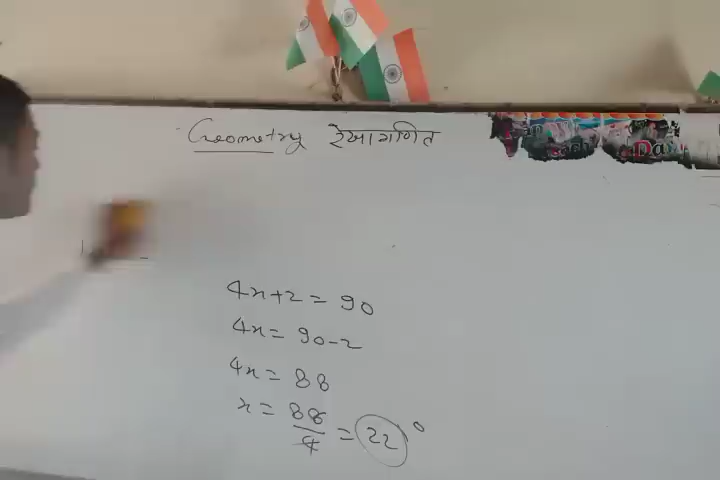 Geometry रेखागणित
4x+2 = 90
4x = 90-2
4x = 88
x = 88/4 = 22°